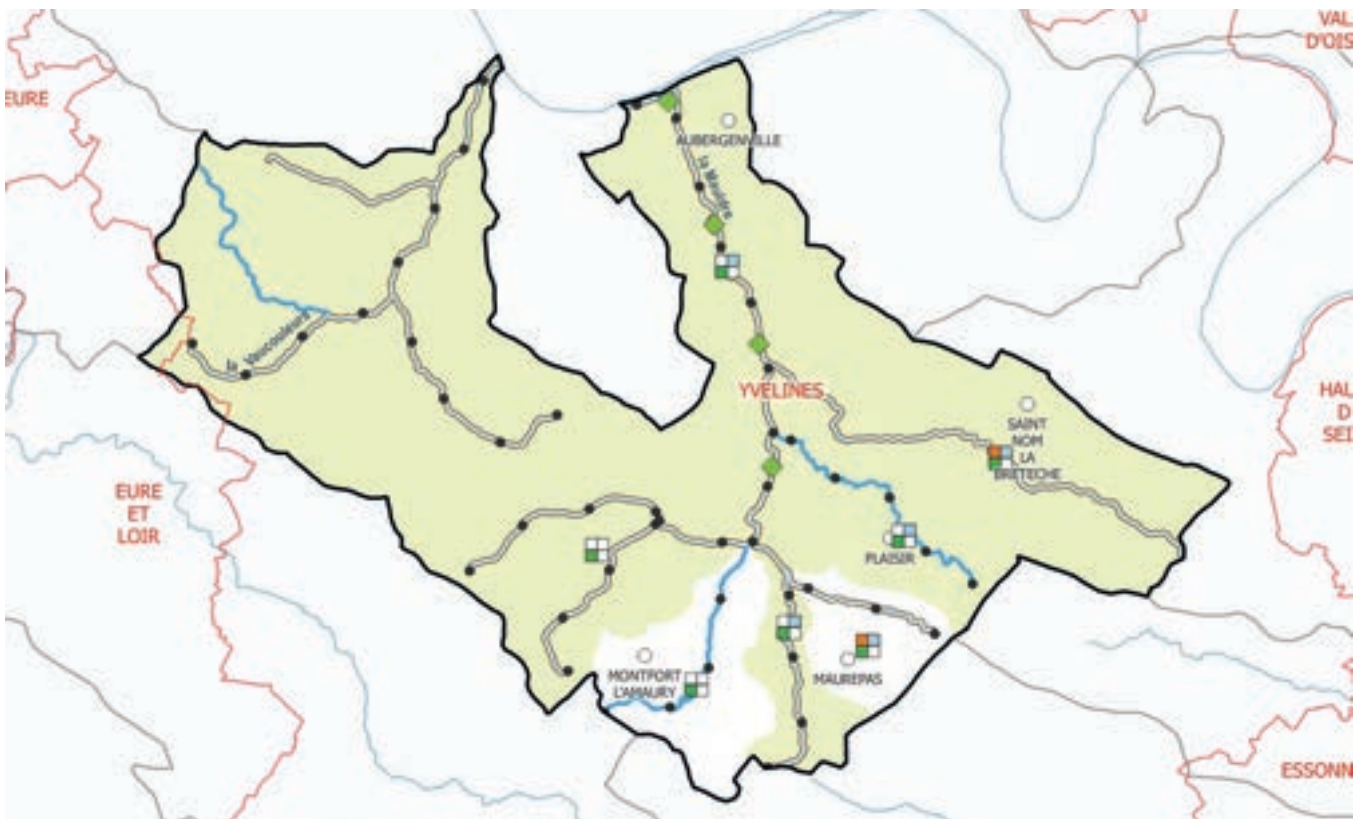 VAL
D'OIS
EURE
AUBERGENVILLE
la Mauldre
la Vaucouleurs
YVELINES
HAU
D
SEI
SAINT
NOM
LA
BRETECHE
EURE
ET
LOIR
PLAISIR
MONTFORT
L'AMAURY
MAUREPAS
ESSONN